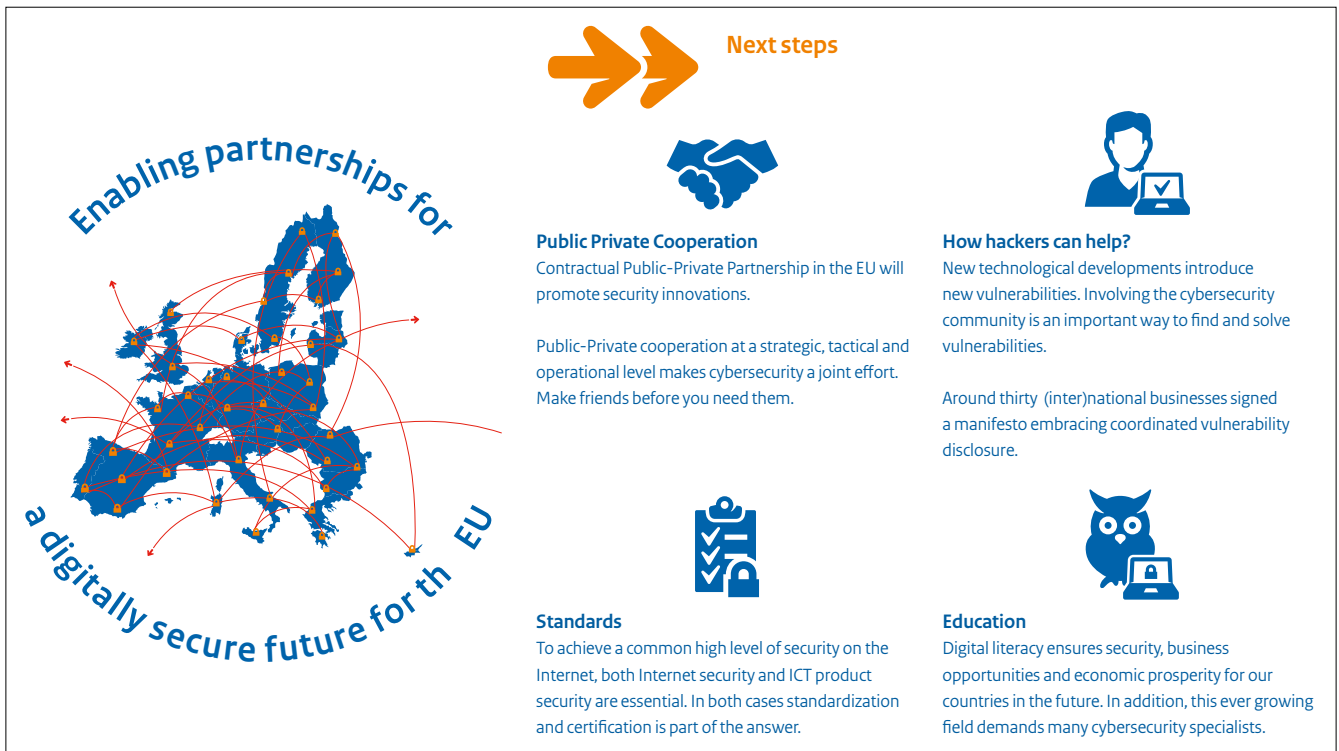 Next steps
Enabling partnerships for
a digitally secure future for th EU
Public Private Cooperation
Contractual Public-Private Partnership in the EU will
promote security innovations.
Public-Private cooperation at a strategic, tactical and
operational level makes cybersecurity a joint effort.
Make friends before you need them.
How hackers can help?
New technological developments introduce
new vulnerabilities. Involving the cybersecurity
community is an important way to find and solve
vulnerabilities.
Around thirty (inter)national businesses signed
a manifesto embracing coordinated vulnerability
disclosure.
Standards
To achieve a common high level of security on the
Internet, both Internet security and ICT product
security are essential. In both cases standardization
and certification is part of the answer.
Education
Digital literacy ensures security, business
opportunities and economic prosperity for our
countries in the future. In addition, this ever growing
field demands many cybersecurity specialists.